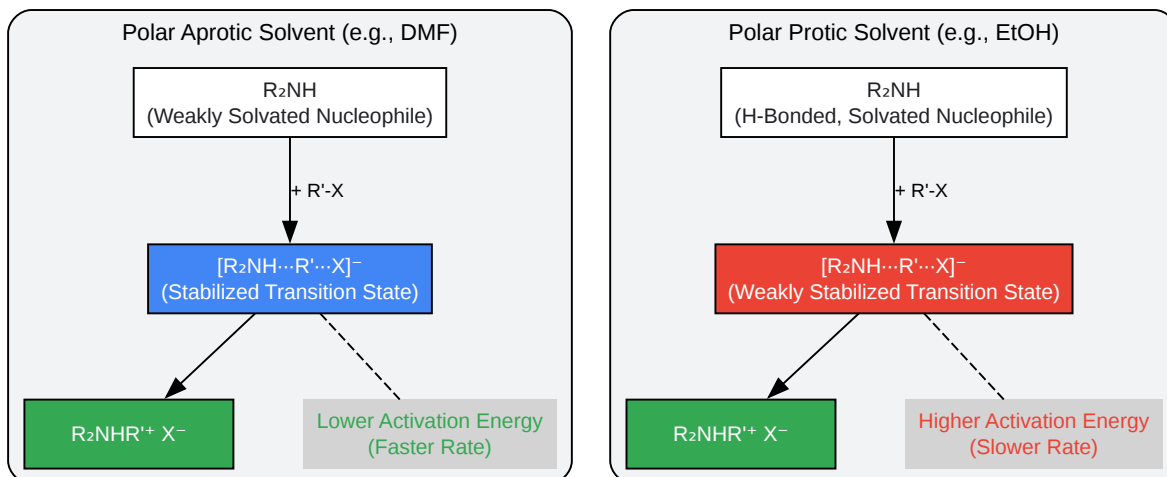 Polar Aprotic Solvent (e.g., DMF)
R₂NH
(Weakly Solvated Nucleophile)
+ R'-X
[R₂NH···R'···X]⁻
(Stabilized Transition State)
R₂NHR'⁺ X⁻
Lower Activation Energy
(Faster Rate)
Polar Protic Solvent (e.g., EtOH)
R₂NH
(H-Bonded, Solvated Nucleophile)
+ R'-X
[R₂NH···R'···X]⁻
(Weakly Stabilized Transition State)
R₂NHR'⁺ X⁻
Higher Activation Energy
(Slower Rate)